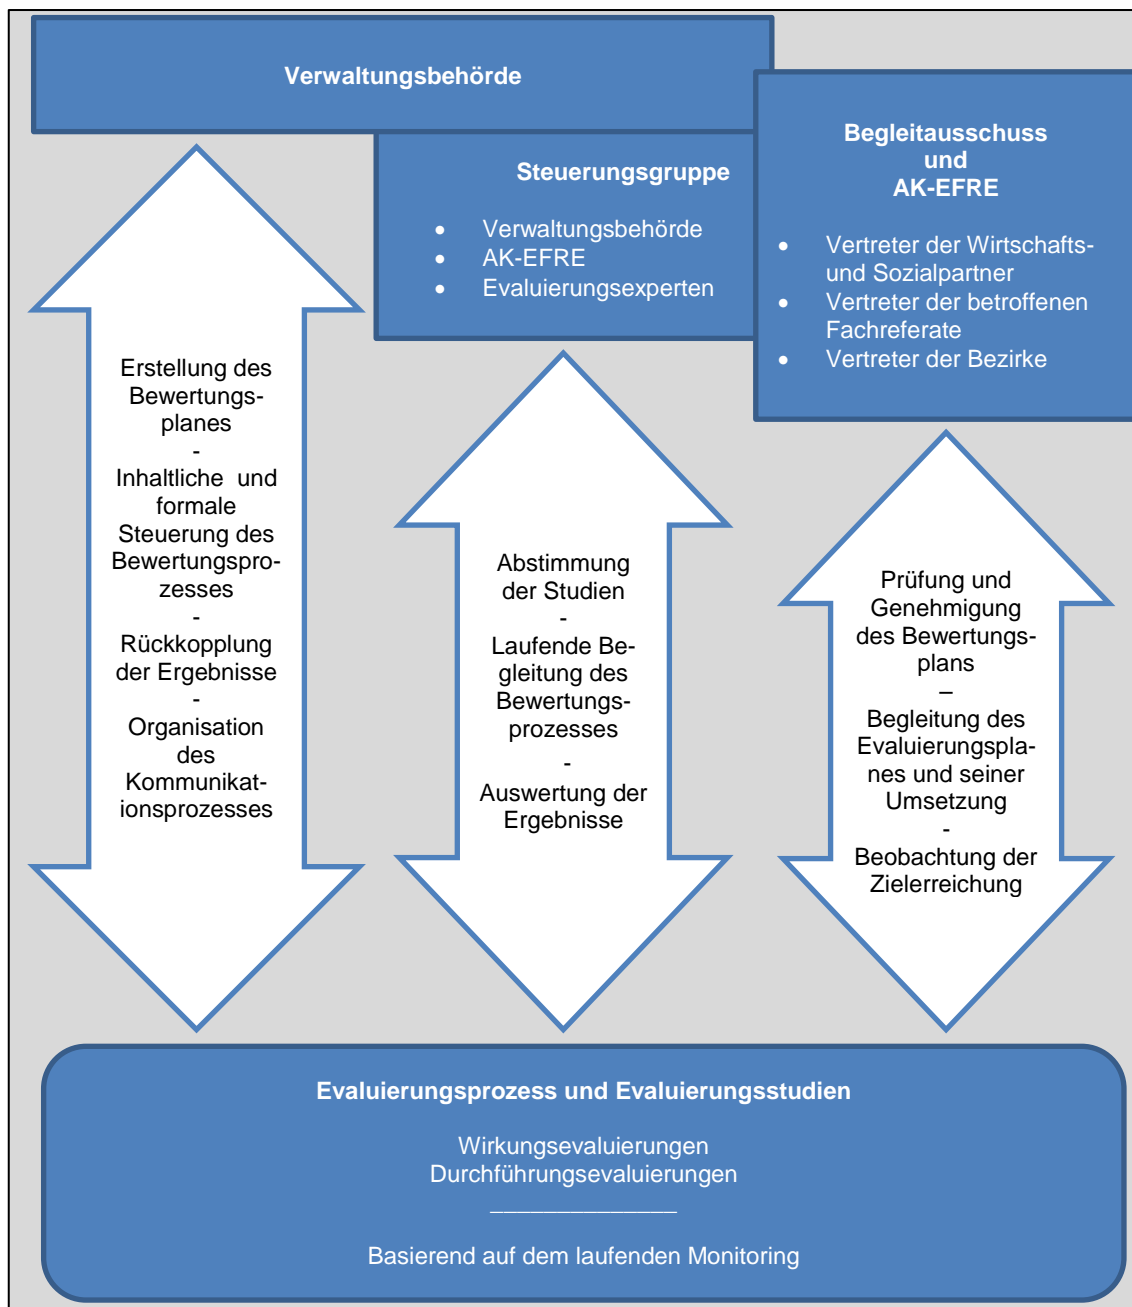 Verwaltungsbehörde
Steuerungsgruppe
• Verwaltungsbehörde
• AK-EFRE
• Evaluierungsexperten
Begleitausschuss
und
AK-EFRE
• Vertreter der Wirtschafts-
und Sozialpartner
• Vertreter der betroffenen
Fachreferate
• Vertreter der Bezirke
Erstellung des
Bewertungs-
planes
-
Inhaltliche und
formale
Steuerung des
Bewertungspro-
zesses
-
Rückkopplung
der Ergebnisse
-
Organisation
des
Kommunikat-
ionsprozesses
Abstimmung
der Studien
-
Laufende Be-
gleitung des
Bewertungs-
prozesses
-
Auswertung der
Ergebnisse
Prüfung und
Genehmigung
des Bewertungs-
plans
–
Begleitung des
Evaluierungspla-
nes und seiner
Umsetzung
-
Beobachtung der
Zielerreichung
Evaluierungsprozess und Evaluierungsstudien
Wirkungsevaluierungen
Durchführungsevaluierungen
______________
Basierend auf dem laufenden Monitoring